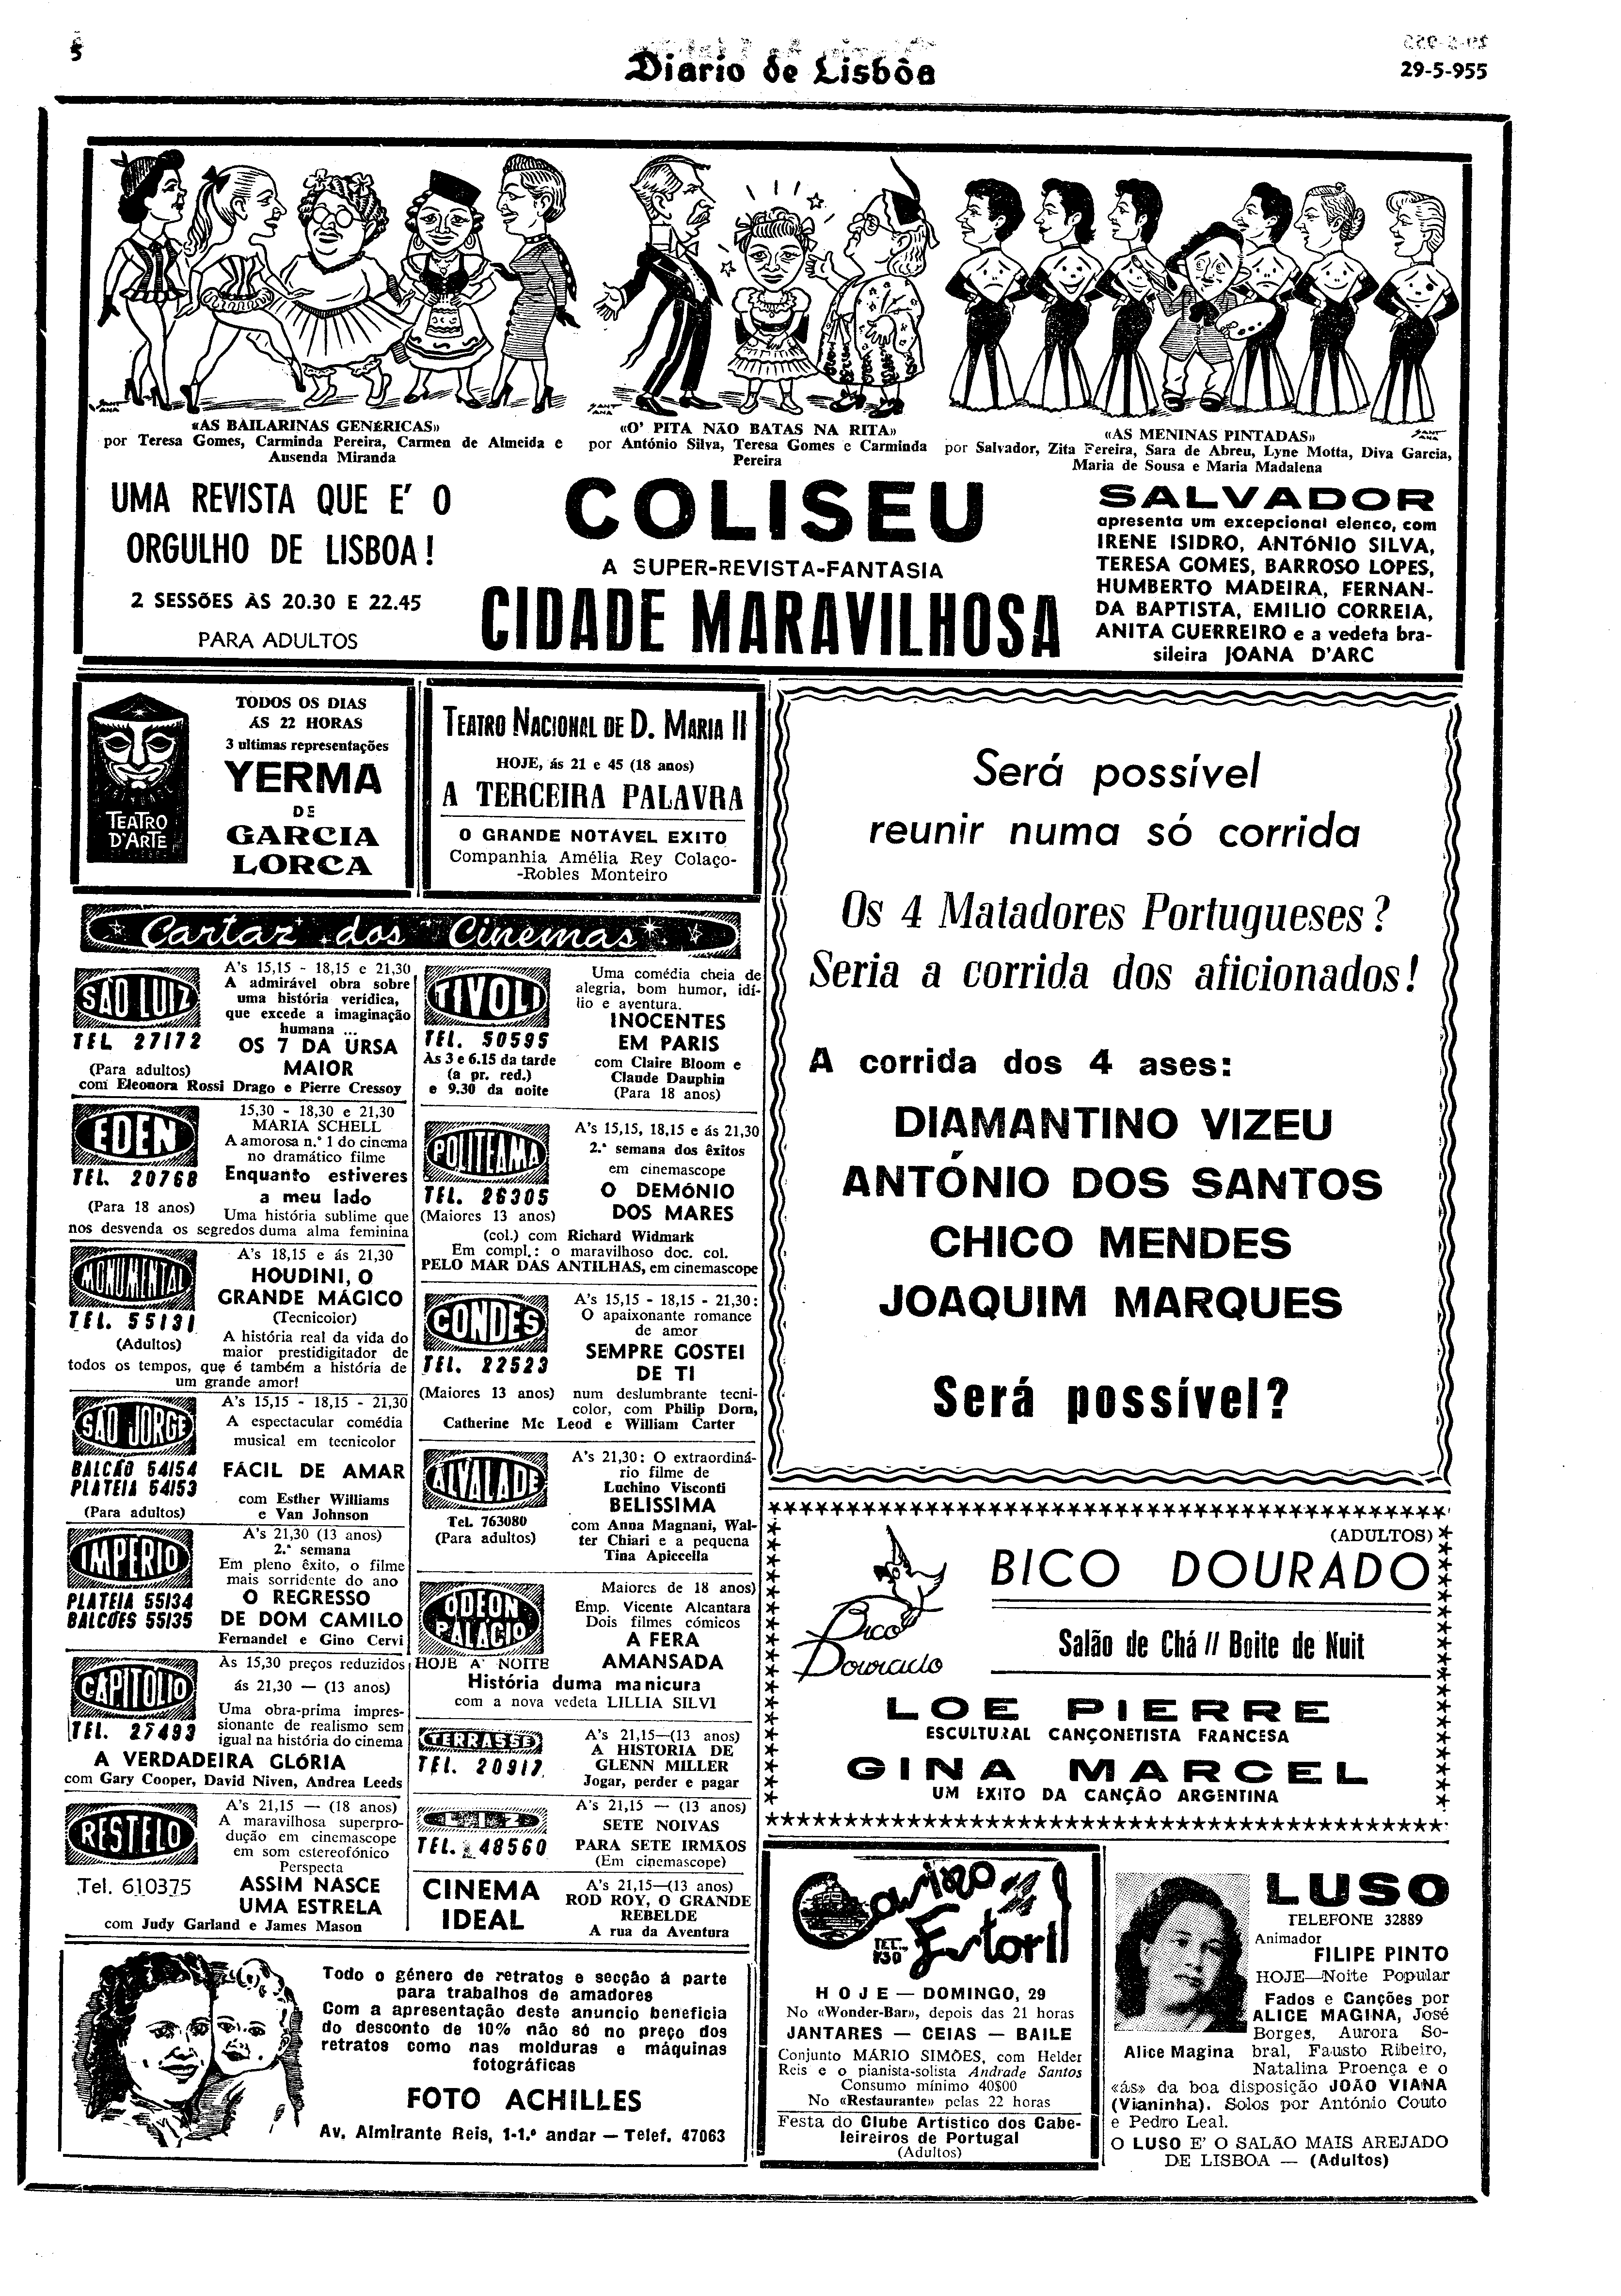 5
Diario de Lisbôa
29-5-955
«AS BAILARINAS GENÉRICAS»
por Teresa Gomes, Carminda Pereira, Carmen de Almeida e
Ausenda Miranda
«O' PITA NÃO BATAS NA RITA»
por António Silva, Teresa Gomes e Carminda
Pereira
«AS MENINAS PINTADAS»
por Salvador, Zita Fereira, Sara de Abreu, Lyne Motta, Diva Garcia,
Maria de Sousa e Maria Madalena
UMA REVISTA QUE E' O
ORGULHO DE LISBOA!
2 SESSÕES ÀS 20.30 E 22.45
PARA ADULTOS
COLISEU
A SUPER-REVISTA-FANTASIA
CIDADE MARAVILHOSA
SALVADOR
apresenta um excepcional elenco, com
IRENE ISIDRO, ANTÓNIO SILVA,
TERESA GOMES, BARROSO LOPES,
HUMBERTO MADEIRA, FERNAN-
DA BAPTISTA, EMILIO CORREIA,
ANITA GUERREIRO e a vedeta bra-
sileira JOANA D'ARC
TEATRO
D'ARTE
TODOS OS DIAS
ÀS 22 HORAS
3 ultimas representações
YERMA
DE
GARCIA
LORCA
TEATRO NACIONAL DE D. MARIA II
HOJE, ás 21 e 45 (18 anos)
A TERCEIRA PALAVRA
O GRANDE NOTÁVEL EXITO
Companhia Amélia Rey Colaço-
-Robles Monteiro
Cartaz dos Cinemas
SÃO LUIZ
TEL 27172
(Para adultos)
A's 15,15 - 18,15 e 21,30
A admirável obra sobre
uma história verídica,
que excede a imaginação
humana ...
OS 7 DA URSA
MAIOR
com Eleonora Rossi Drago e Pierre Cressoy
EDEN
TEL. 20768
(Para 18 anos)
15,30 - 18,30 e 21,30
MARIA SCHELL
A amorosa n.º 1 do cinema
no dramático filme
Enquanto estiveres
a meu lado
Uma história sublime que
nos desvenda os segredos duma alma feminina
MONUMENTAL
TEL. 55131
(Adultos)
A's 18,15 e ás 21,30
HOUDINI, O
GRANDE MÁGICO
(Tecnicolor)
A história real da vida do
maior prestidigitador de
todos os tempos, que é também a história de
um grande amor!
SÃO JORGE
BALCÃO 54154
PLATEIA 54153
(Para adultos)
A's 15,15 - 18,15 - 21,30
A espectacular comédia
musical em tecnicolor
FÁCIL DE AMAR
com Esther Williams
e Van Johnson
IMPERIO
PLATEIA 55134
BALCÕES 55135
A's 21,30 (13 anos)
2.ª semana
Em pleno êxito, o filme
mais sorridente do ano
O REGRESSO
DE DOM CAMILO
Fernandel e Gino Cervi
CAPITOLIO
TEL. 27493
Às 15,30 preços reduzidos
ás 21,30 — (13 anos)
Uma obra-prima impres-
sionante de realismo sem
igual na história do cinema
A VERDADEIRA GLÓRIA
com Gary Cooper, David Niven, Andrea Leeds
RESTELO
Tel. 610375
A's 21,15 — (18 anos)
A maravilhosa superpro-
dução em cinemascope
em som estereofónico
Perspecta
ASSIM NASCE
UMA ESTRELA
com Judy Garland e James Mason
TIVOLI
TEL. 50595
Às 3 e 6.15 da tarde
(a pr. red.)
e 9.30 da noite
Uma comédia cheia de
alegria, bom humor, idí-
lio e aventura.
INOCENTES
EM PARIS
com Claire Bloom e
Claude Dauphin
(Para 18 anos)
POLITEAMA
TEL. 26305
(Maiores 13 anos)
A's 15,15, 18,15 e ás 21,30
2.ª semana dos êxitos
em cinemascope
O DEMÓNIO
DOS MARES
(col.) com Richard Widmark
Em compl.: o maravilhoso doc. col.
PELO MAR DAS ANTILHAS, em cinemascope
CONDES
TEL. 22523
(Maiores 13 anos)
A's 15,15 - 18,15 - 21,30:
O apaixonante romance
de amor
SEMPRE GOSTEI
DE TI
num deslumbrante tecni-
color, com Philip Dorn,
Catherine Mc Leod e William Carter
ALVALADE
Tel. 763080
(Para adultos)
A's 21,30: O extraordiná-
rio filme de
Luchino Visconti
BELISSIMA
com Anna Magnani, Wal-
ter Chiari e a pequena
Tina Apiccella
ODEON
PALÁCIO
HOJE A' NOITE
Maiores de 18 anos)
Emp. Vicente Alcantara
Dois filmes cómicos
A FERA
AMANSADA
História duma manicura
com a nova vedeta LILLIA SILVI
TERRASSE
TEL. 20917
A's 21,15—(13 anos)
A HISTORIA DE
GLENN MILLER
Jogar, perder e pagar
TEL. 48560
A's 21,15 — (13 anos)
SETE NOIVAS
PARA SETE IRMÃOS
(Em cinemascope)
CINEMA
IDEAL
A's 21,15—(13 anos)
ROD ROY, O GRANDE
REBELDE
A rua da Aventura
Será possível
reunir numa só corrida
Os 4 Matadores Portugueses?
Seria a corrida dos aficionados!
A corrida dos 4 ases:
DIAMANTINO VIZEU
ANTÓNIO DOS SANTOS
CHICO MENDES
JOAQUIM MARQUES
Será possível?
(ADULTOS)
Bico
Dourado
BICO DOURADO
Salão de Chá // Boite de Nuit
LOE PIERRE
ESCULTURAL CANÇONETISTA FRANCESA
GINA MARCEL
UM ÊXITO DA CANÇÃO ARGENTINA
Todo o género de retratos e secção á parte
para trabalhos de amadores
Com a apresentação deste anuncio beneficia
do desconto de 10% não só no preço dos
retratos como nas molduras e máquinas
fotográficas
FOTO ACHILLES
Av. Almirante Reis, 1-1.º andar — Telef. 47063
Casino
Estoril
HOJE — DOMINGO, 29
No «Wonder-Bar», depois das 21 horas
JANTARES — CEIAS — BAILE
Conjunto MÁRIO SIMÕES, com Helder
Reis e o pianista-solista Andrade Santos
Consumo mínimo 40$00
No «Restaurante» pelas 22 horas
Festa do Clube Artístico dos Cabe-
leireiros de Portugal
(Adultos)
LUSO
TELEFONE 32889
Animador
FILIPE PINTO
HOJE—Noite Popular
Fados e Canções por
ALICE MAGINA, José
Borges, Aurora So-
Alice Magina bral, Fausto Ribeiro,
Natalina Proença e o
«ás» da boa disposição JOÃO VIANA
(Vianinha). Solos por António Couto
e Pedro Leal.
O LUSO E' O SALÃO MAIS AREJADO
DE LISBOA — (Adultos)